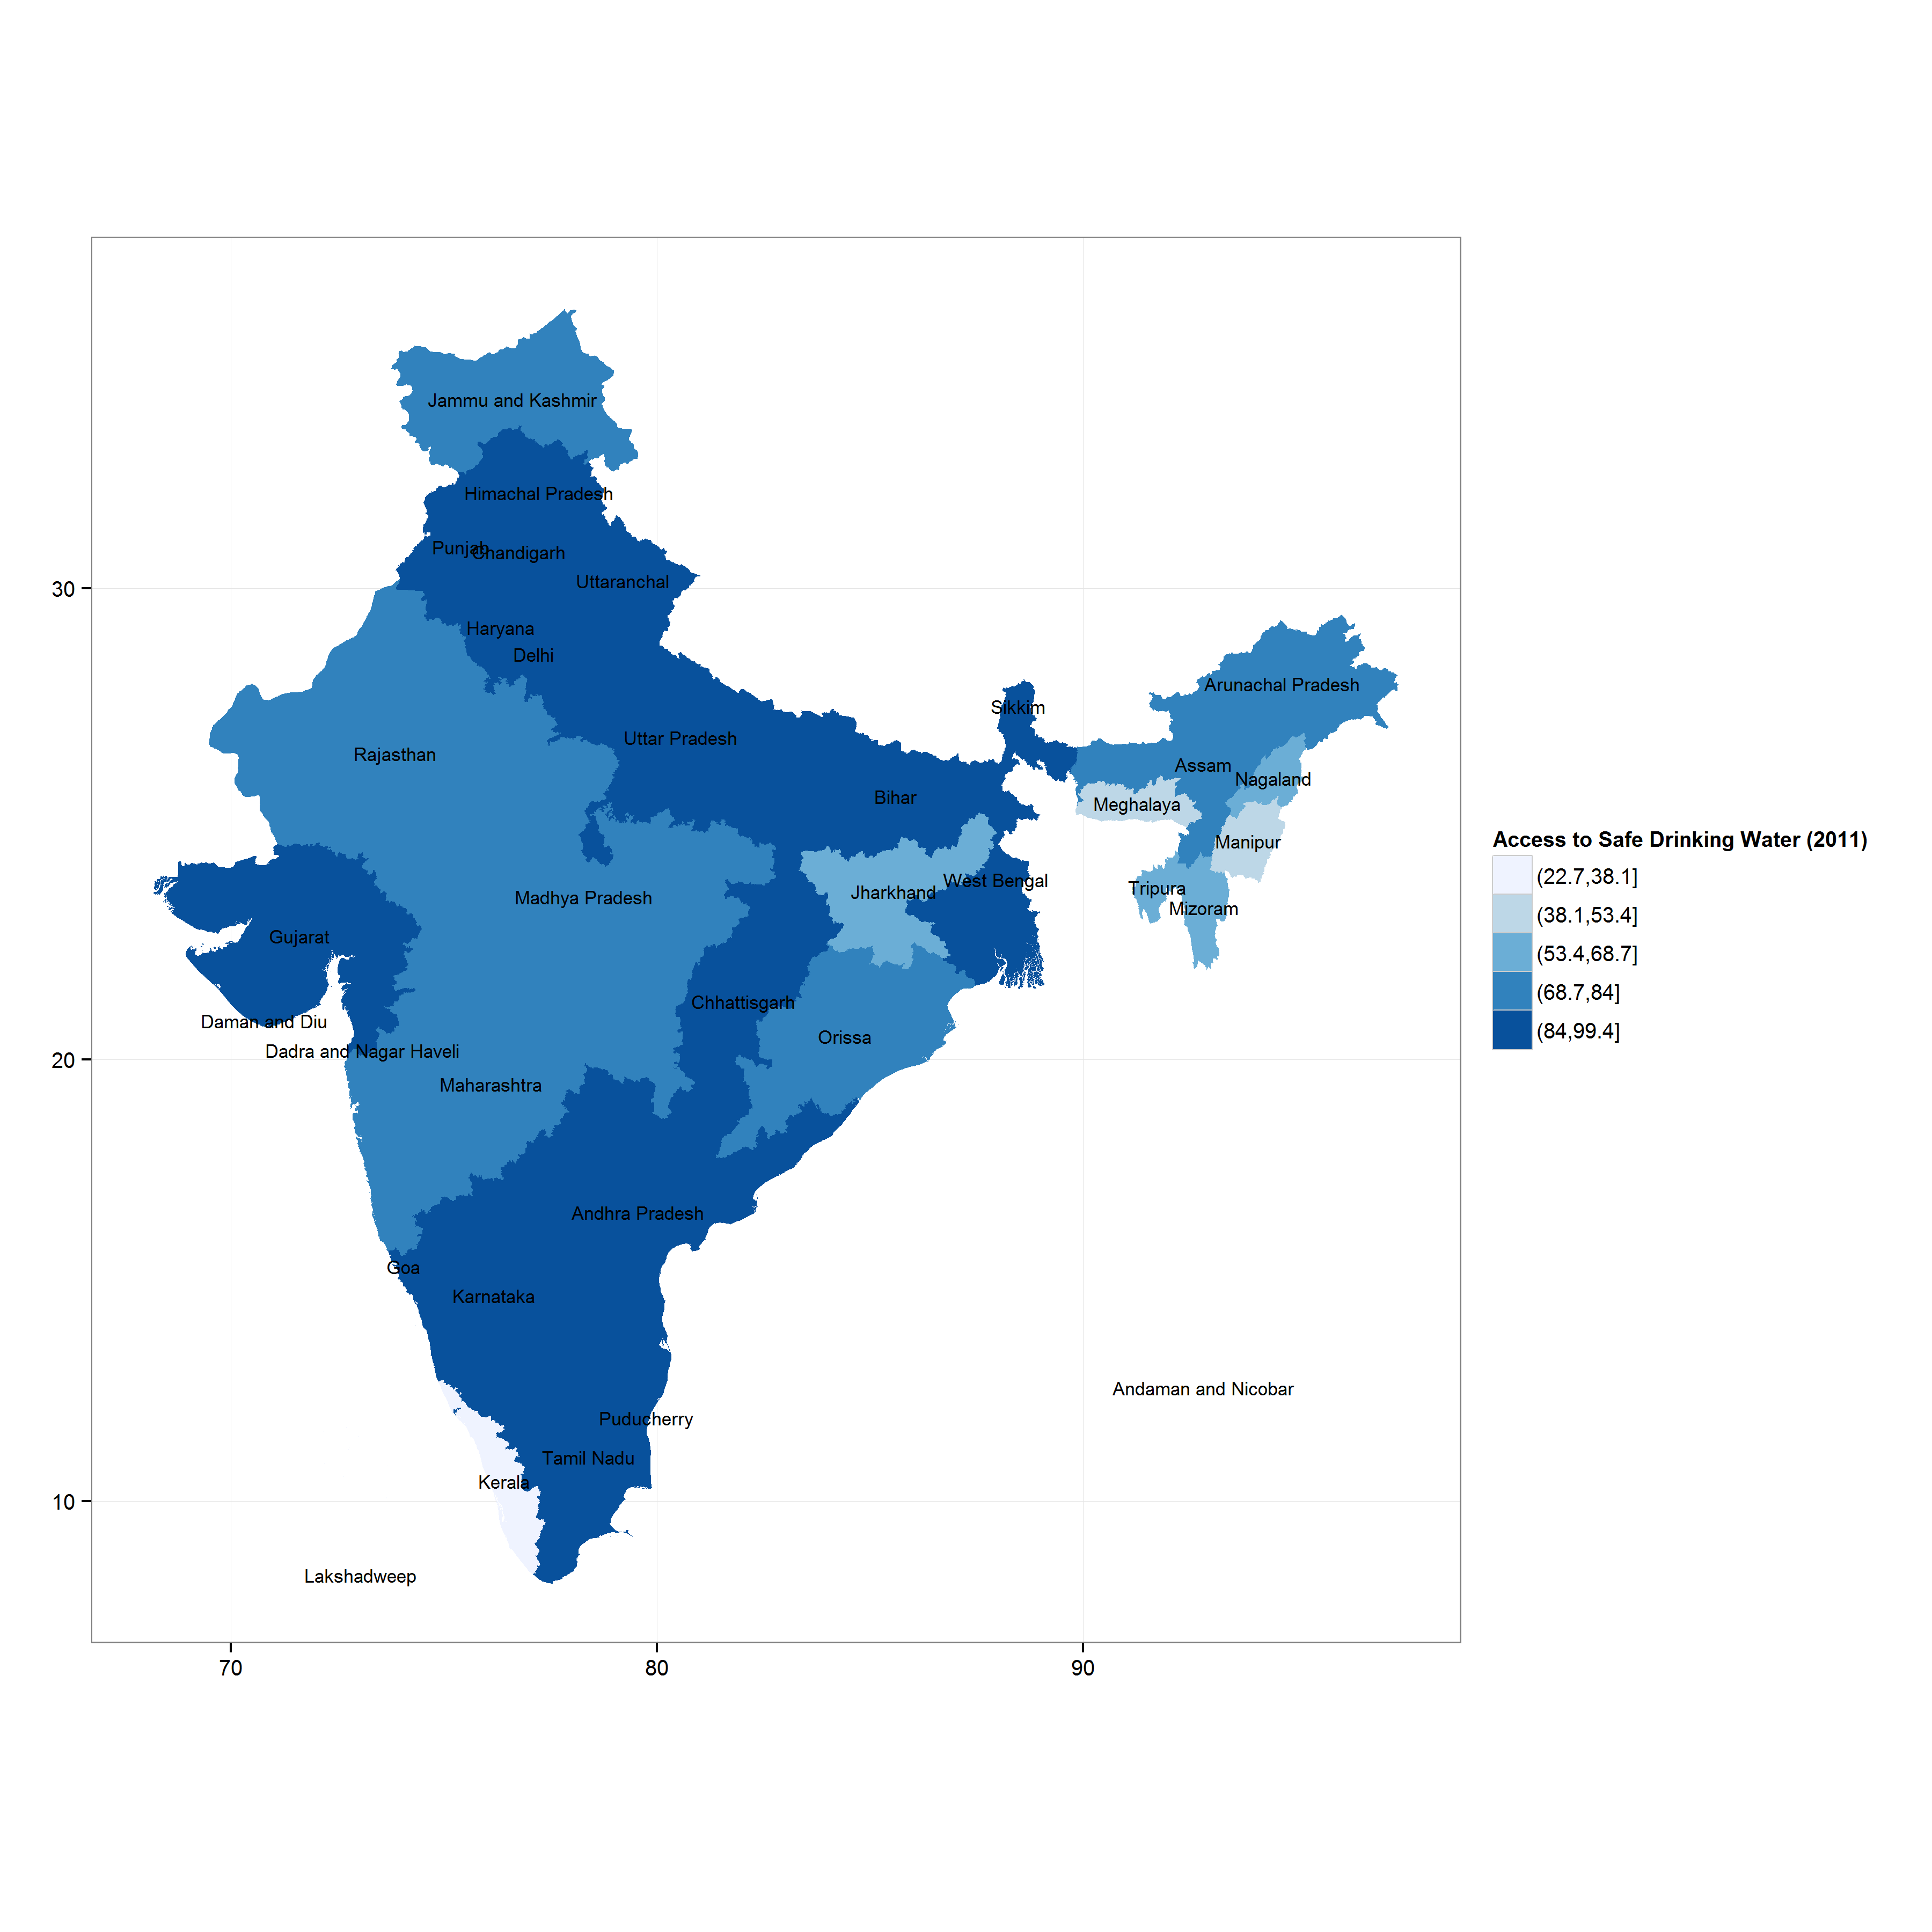 Jammu and Kashmir
Himachal Pradesh
Punjab
Chandigarh
Uttaranchal
30
Haryana
Delhi
Arunachal Pradesh
Sikkim
Uttar Pradesh
Rajasthan
Assam
Nagaland
Bihar
Meghalaya
Manipur
Jharkhand
West Bengal
Tripura
Madhya Pradesh
Mizoram
Gujarat
Chhattisgarh
Daman and Diu
Orissa
Dadra and Nagar Haveli
20
Maharashtra
Andhra Pradesh
Goa
Karnataka
Andaman and Nicobar
Puducherry
Tamil Nadu
Kerala
10
Lakshadweep
70 80 90
Access to Safe Drinking Water (2011)
(22.7,38.1]
(38.1,53.4]
(53.4,68.7]
(68.7,84]
(84,99.4]